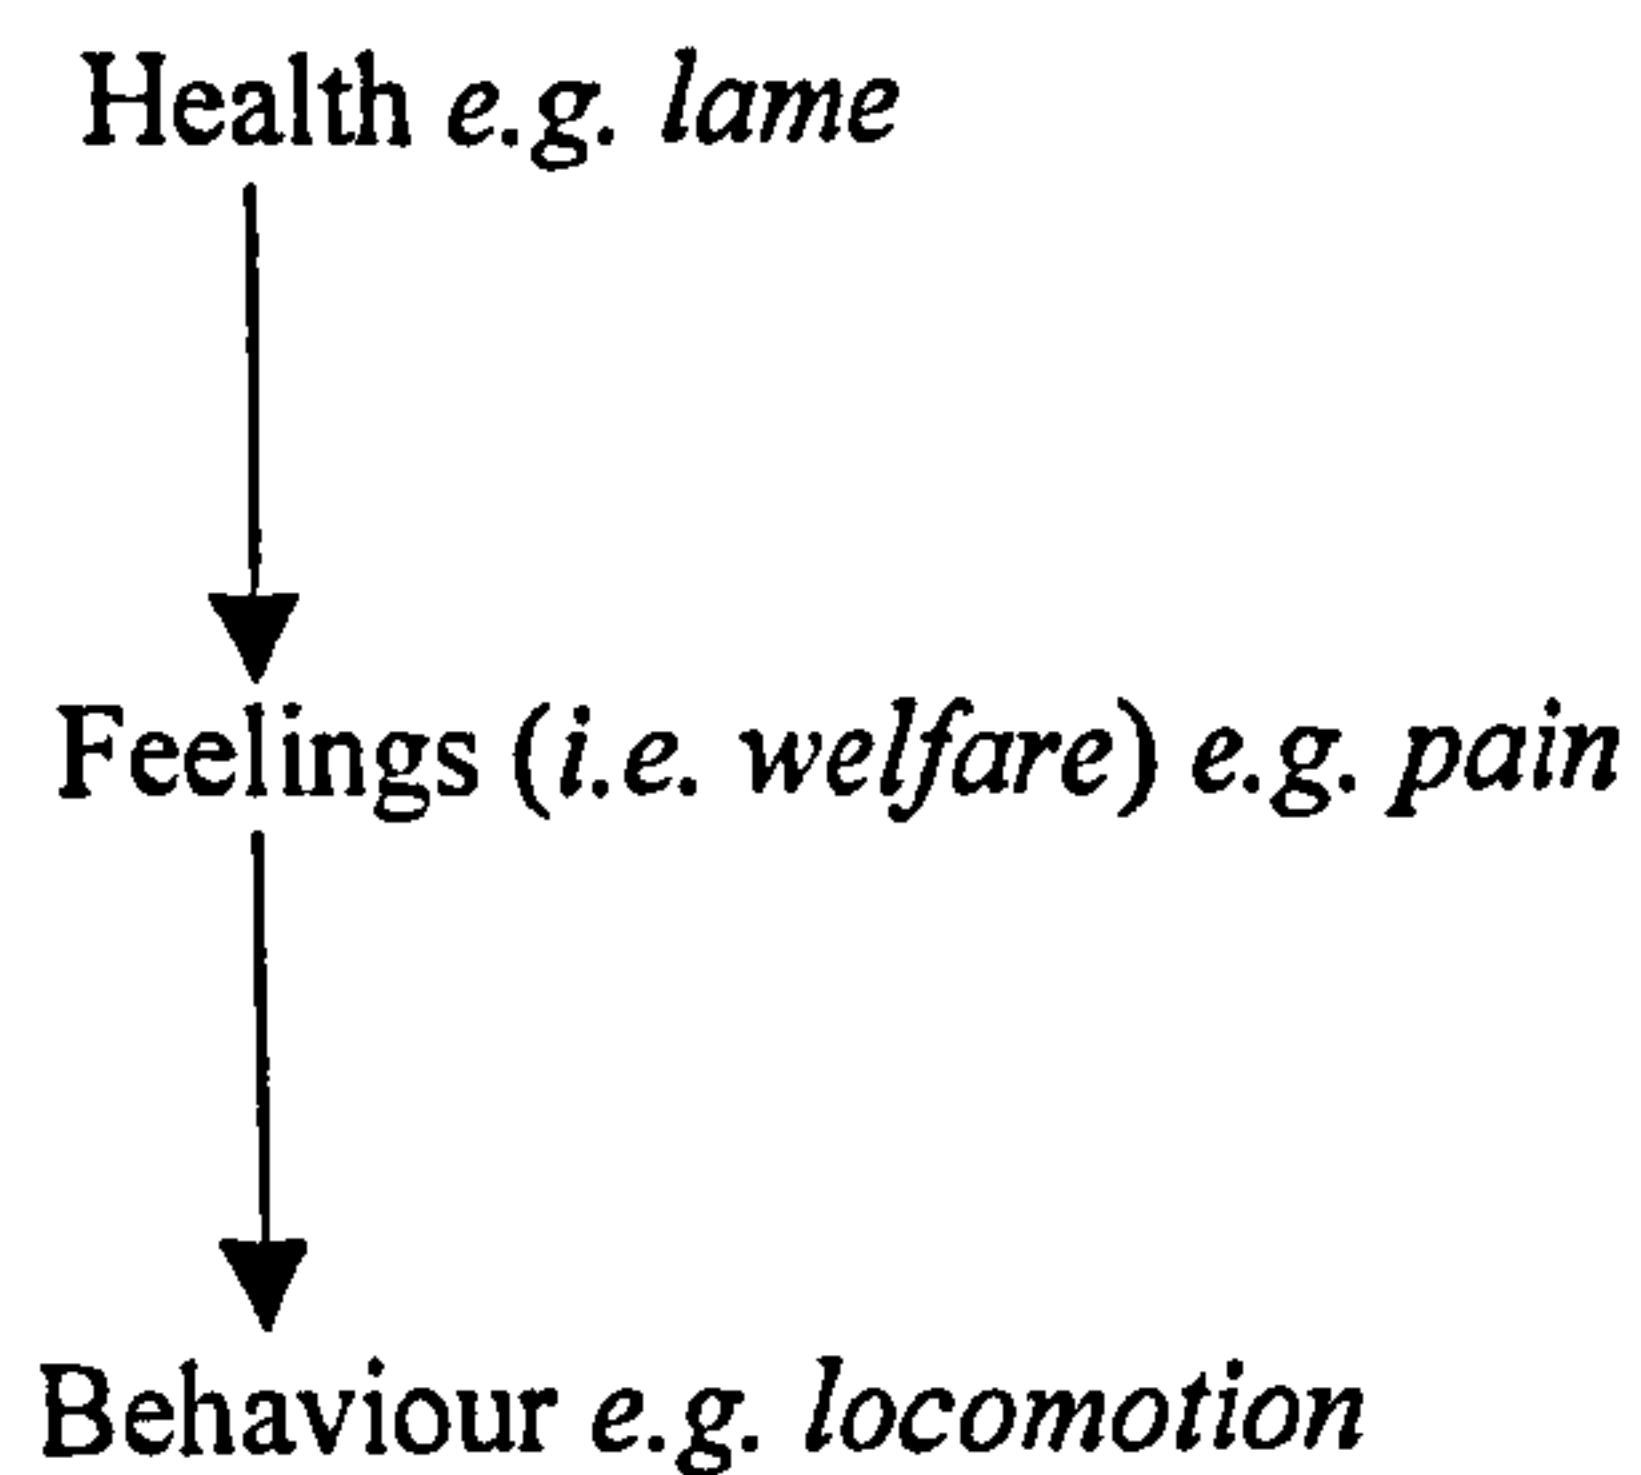 Health e.g. lame
Feelings (i.e. welfare) e.g. pain
Behaviour e.g. locomotion